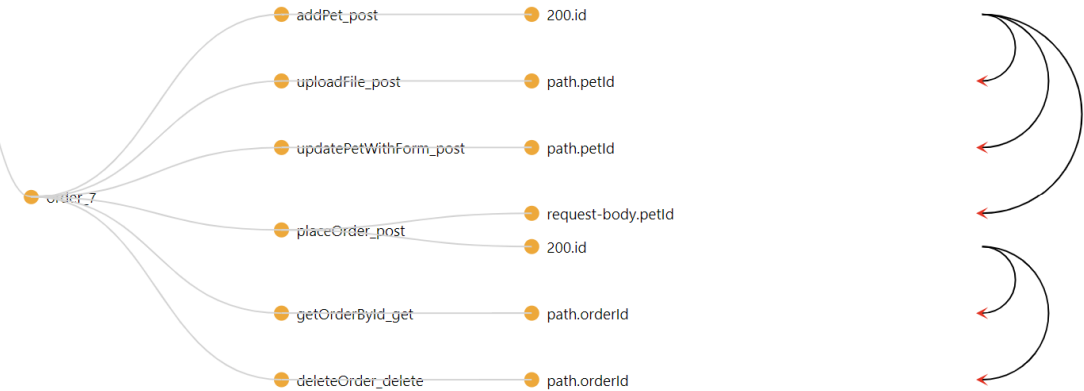 addPet_post 200.id
uploadFile_post path.petId
updatePetWithForm_post path.petId
order_7
request-body.petId
placeOrder_post
200.id
getOrderById_get path.orderId
deleteOrder_delete path.orderId